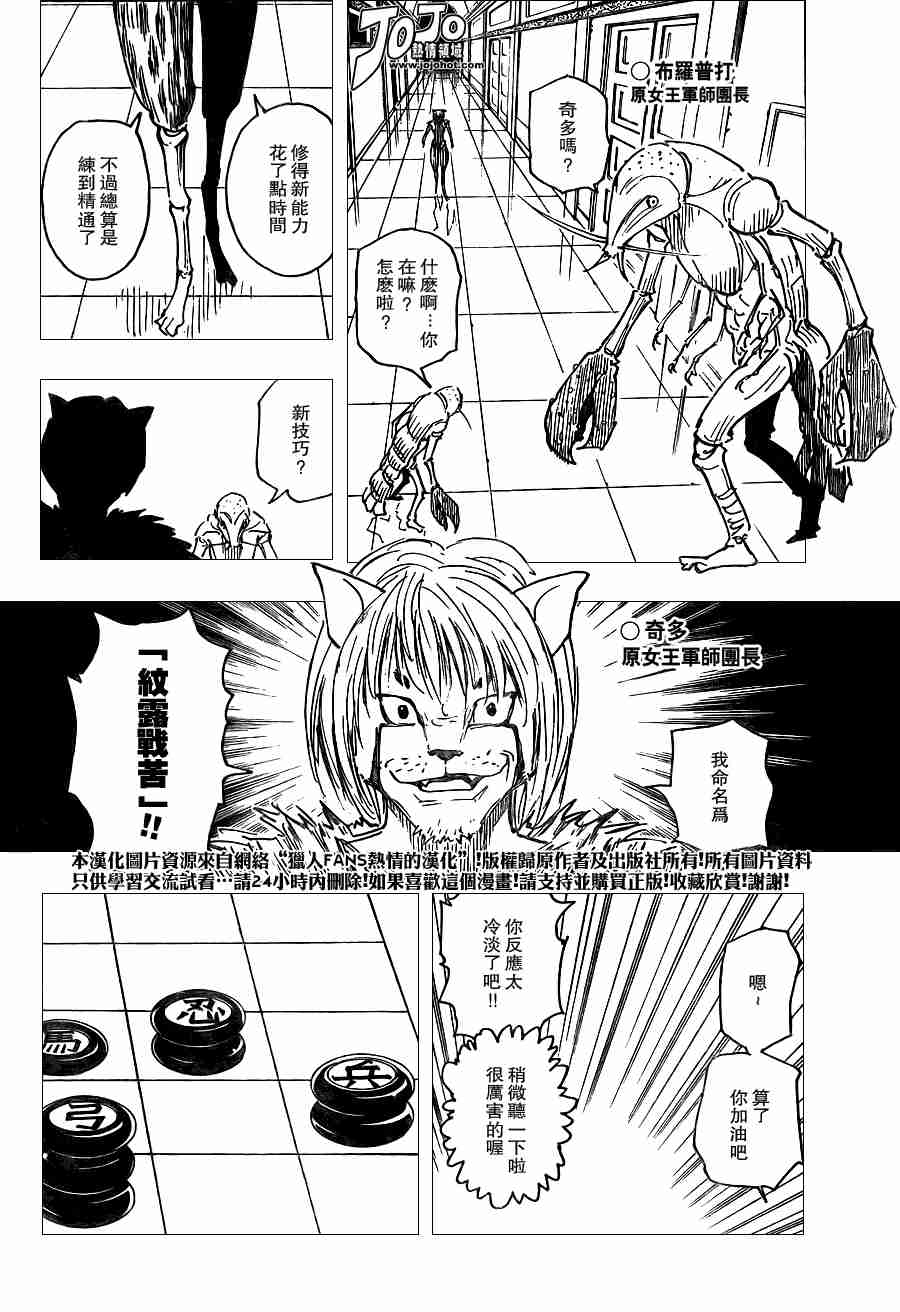 JOJO
熱情領域
www.jojohot.com
○布羅普打
原女王軍師團長
奇多嗎？
什麽啊…你
在嘛？
怎麽啦？
修得新能力
花了點時間
不過總算是
練到精通了
新技巧？
○奇多
原女王軍師團長
我命名爲
「紋露戰苦」!!
本漢化圖片資源來自網絡“獵人FANS熱情的漢化”!版權歸原作者及出版社所有!所有圖片資料
只供學習交流試看…請24小時內刪除!如果喜歡這個漫畫!請支持並購買正版!收藏欣賞!謝謝!
嗯~
算了
你加油吧
你反應太
冷淡了吧!!
稍微聽一下啦
很厲害的喔
忍
馬
兵
弓